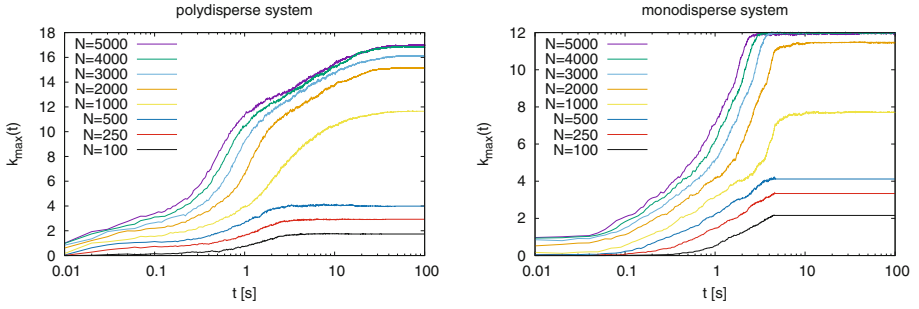 polydisperse system
18
16
14
12
10
8
6
4
2
0
k_max(t)
N=5000
N=4000
N=3000
N=2000
N=1000
N=500
N=250
N=100
0.01 0.1 1 10 100
t [s]
monodisperse system
12
10
8
6
4
2
0
k_max(t)
N=5000
N=4000
N=3000
N=2000
N=1000
N=500
N=250
N=100
0.01 0.1 1 10 100
t [s]